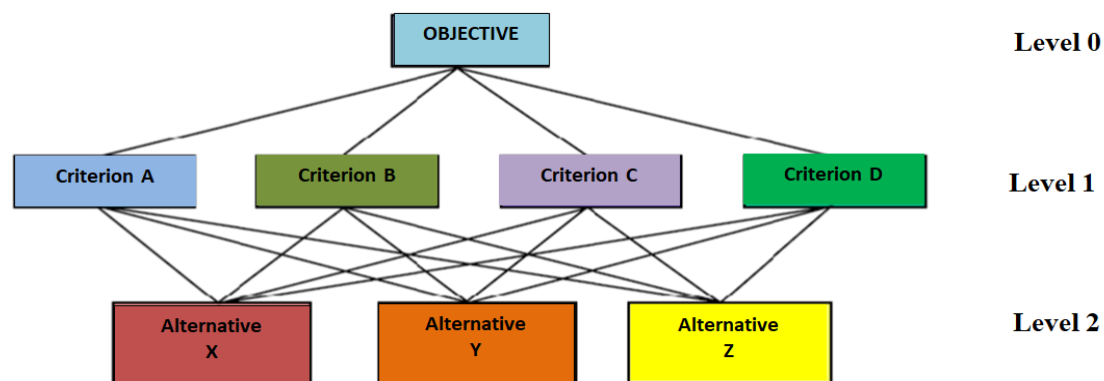 OBJECTIVE
Level 0
Criterion A
Criterion B
Criterion C
Criterion D
Level 1
Alternative
X
Alternative
Y
Alternative
Z
Level 2